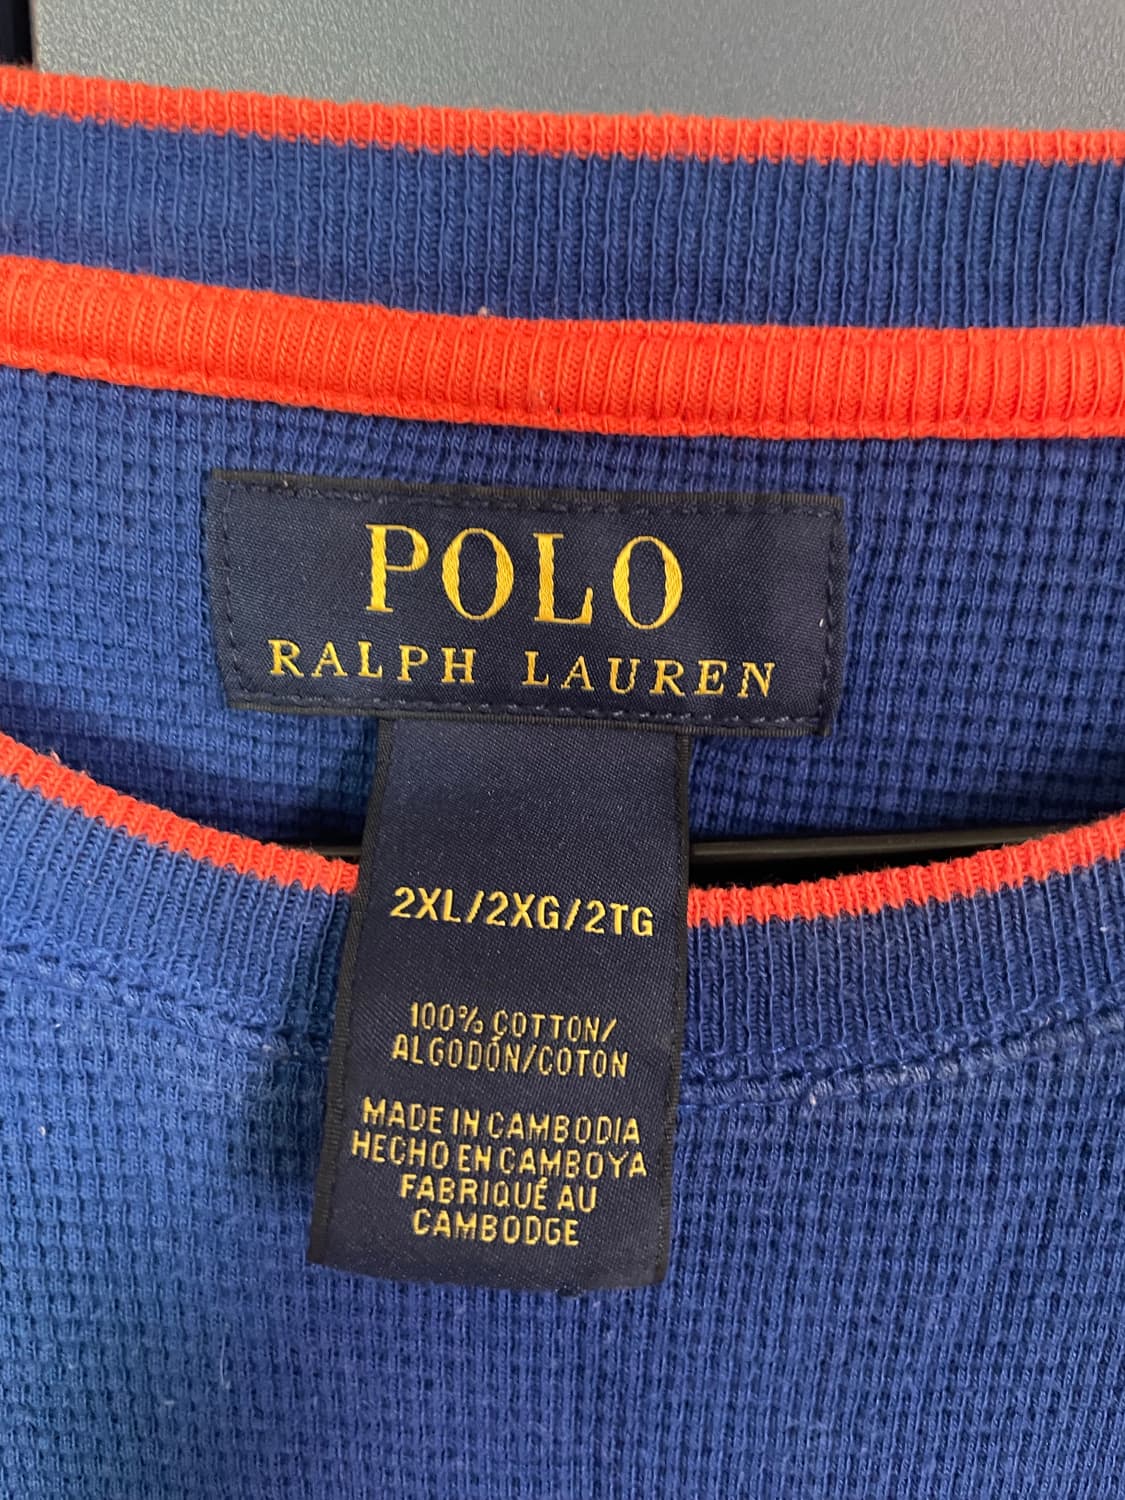 POLO
RALPH LAUREN
2XL/2XG/2TG
100% COTTON/
ALGODÓN/COTON
MADE IN CAMBODIA
HECHO EN CAMBOYA
FABRIQUÉ AU
CAMBODGE